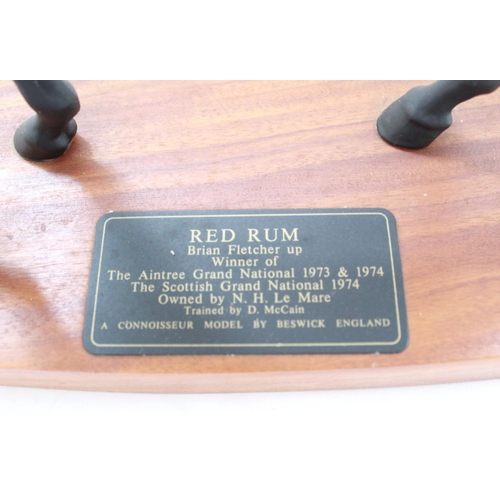 RED RUM
Brian Fletcher up
Winner of
The Aintree Grand National 1973 & 1974
The Scottish Grand National 1974
Owned by N. H. Le Mare
Trained by D. McCain
A CONNOISSEUR MODEL BY BESWICK ENGLAND